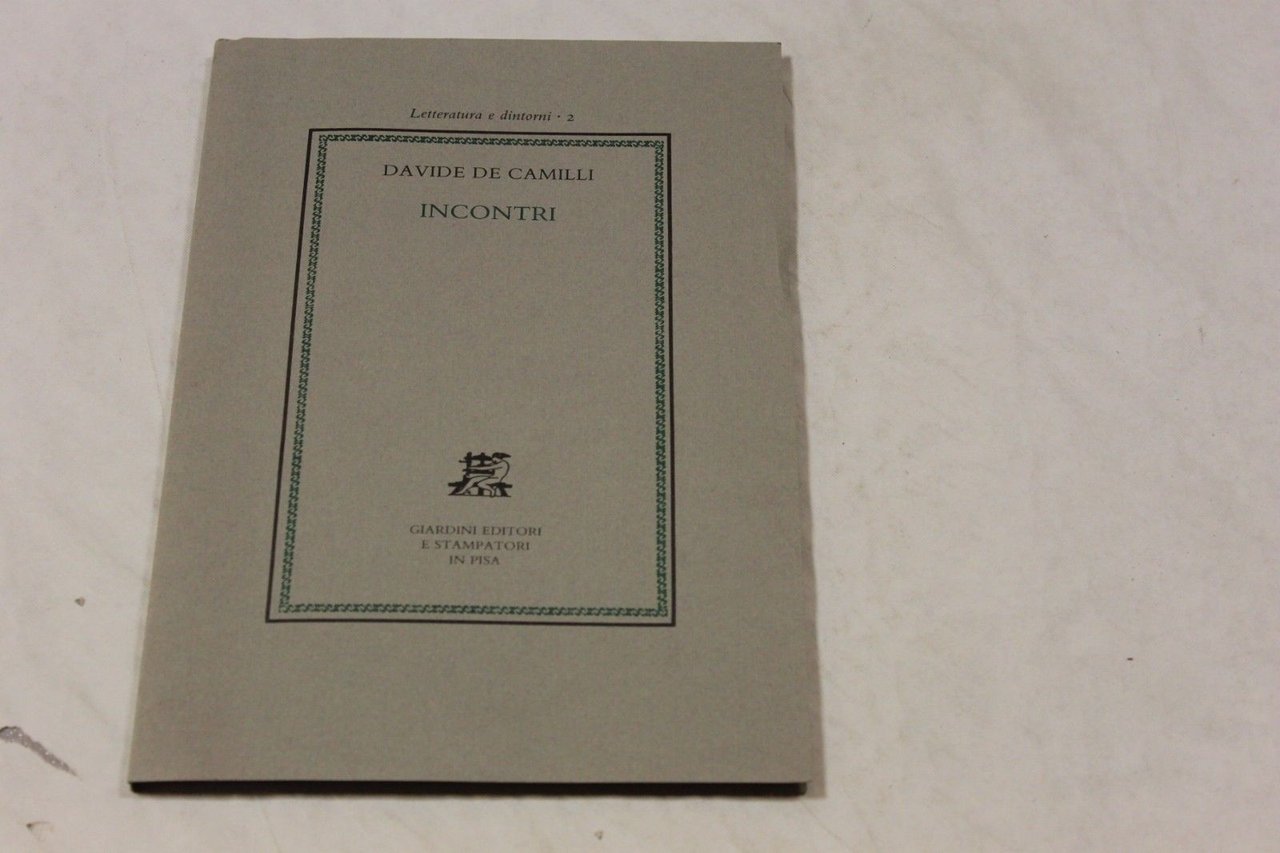 Letteratura e dintorni · 2
DAVIDE DE CAMILLI
INCONTRI
GIARDINI EDITORI
E STAMPATORI
IN PISA